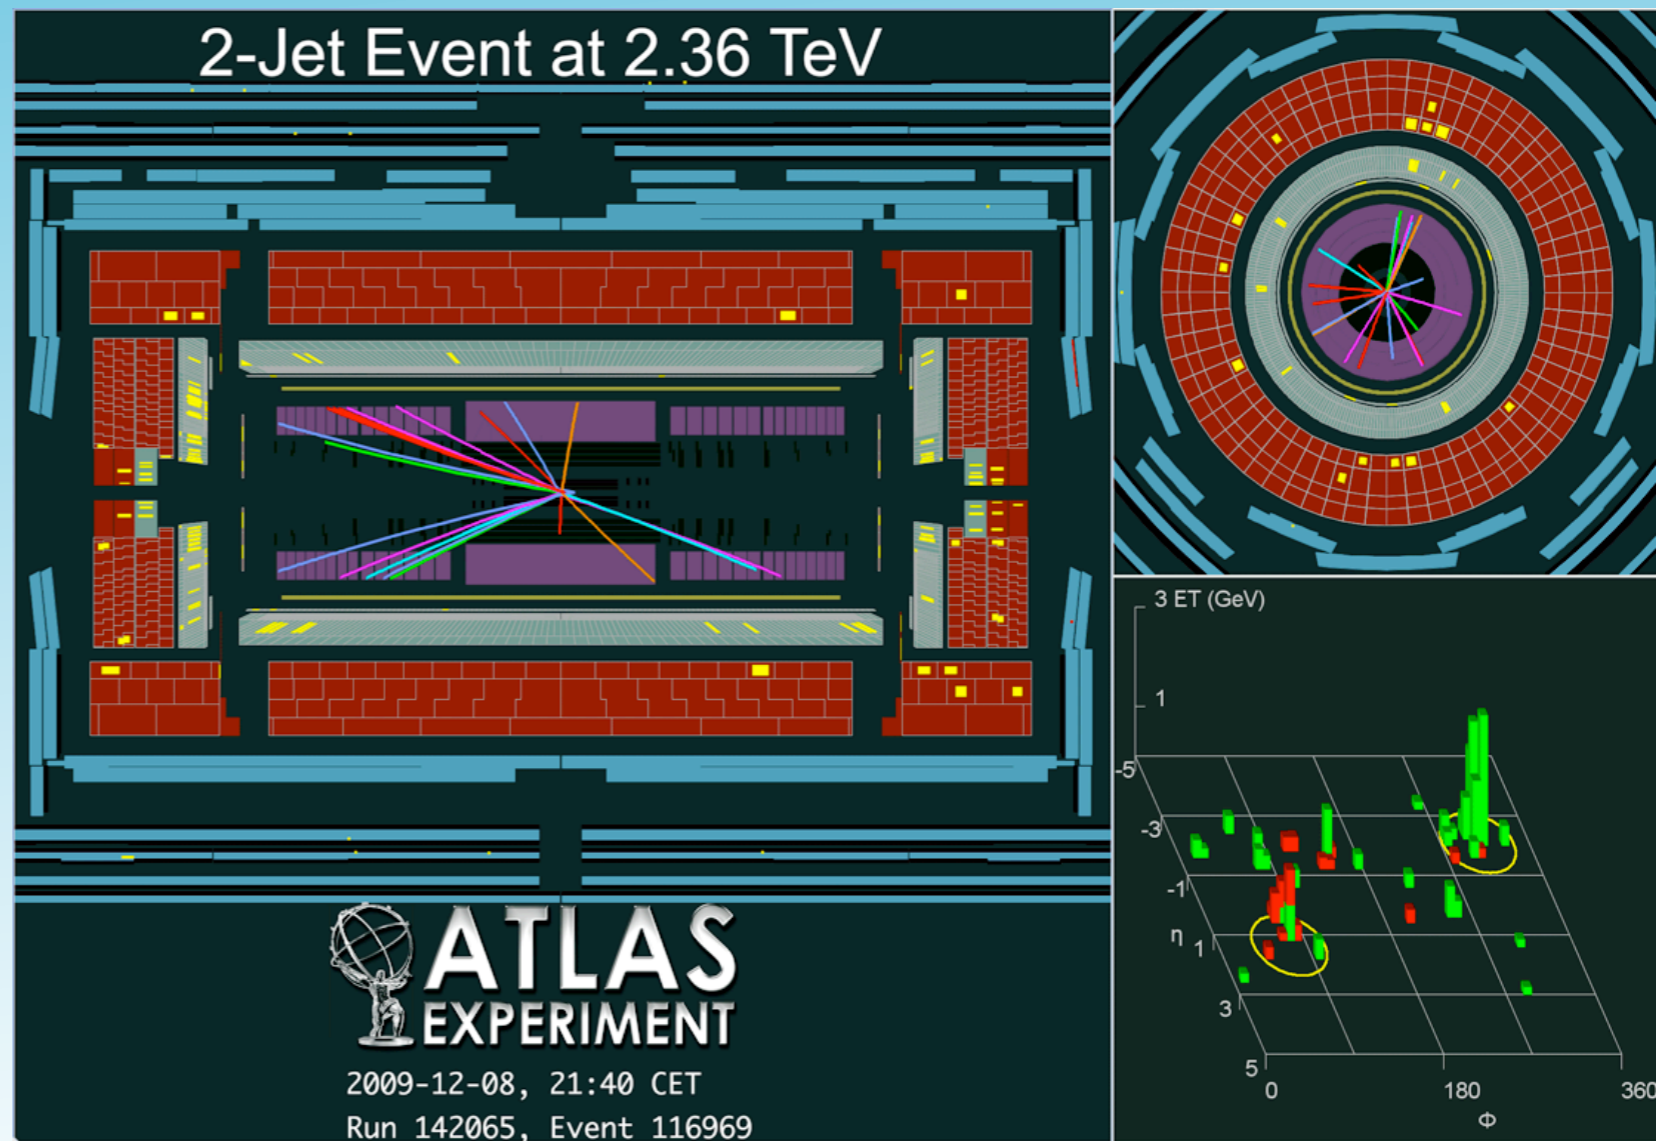 2-Jet Event at 2.36 TeV
ATLAS
EXPERIMENT
2009-12-08, 21:40 CET
Run 142065, Event 116969
3 ET (GeV)
1
-5
-3
-1
η 1
3
5
0 180 360
Φ